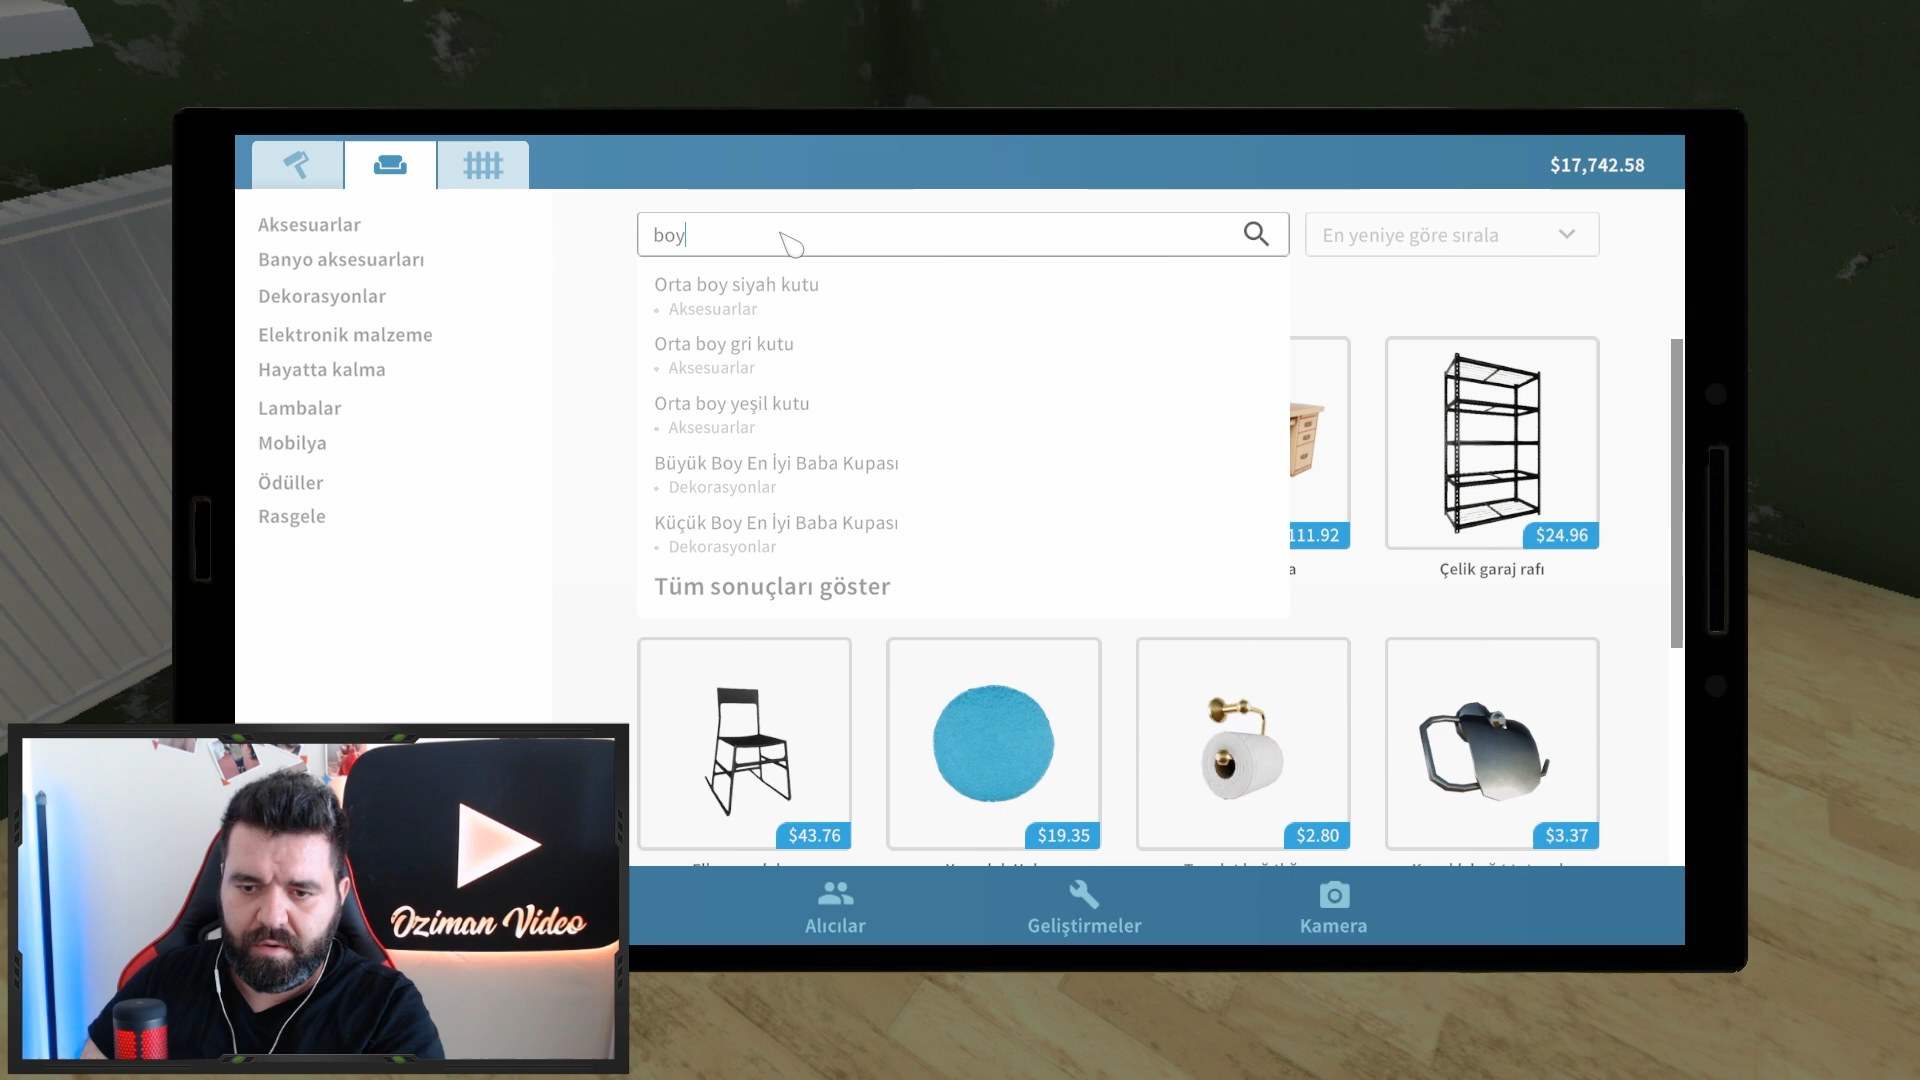 $17,742.58
Aksesuarlar
Banyo aksesuarları
Dekorasyonlar
Elektronik malzeme
Hayatta kalma
Lambalar
Mobilya
Ödüller
Rasgele
boy
En yeniye göre sırala
Orta boy siyah kutu
• Aksesuarlar
Orta boy gri kutu
• Aksesuarlar
Orta boy yeşil kutu
• Aksesuarlar
Büyük Boy En İyi Baba Kupası
• Dekorasyonlar
Küçük Boy En İyi Baba Kupası
• Dekorasyonlar
Tüm sonuçları göster
111.92
a
$24.96
Çelik garaj rafı
$43.76
$19.35
$2.80
$3.37
Alıcılar
Geliştirmeler
Kamera
Oziman Video